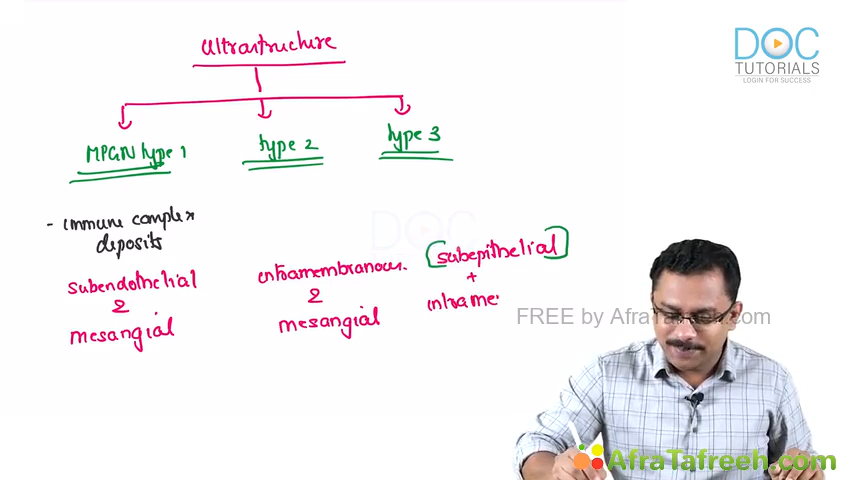 ultrastructure
MPGN type 1
type 2
type 3
- immune complex
deposits
subendothelial
&
mesangial
intramembranous
&
mesangial
subepithelial
+
intrame
DOC
TUTORIALS
LOGIN FOR SUCCESS
DOC
FREE by AfraTafreeh.com
AfraTafreeh.com